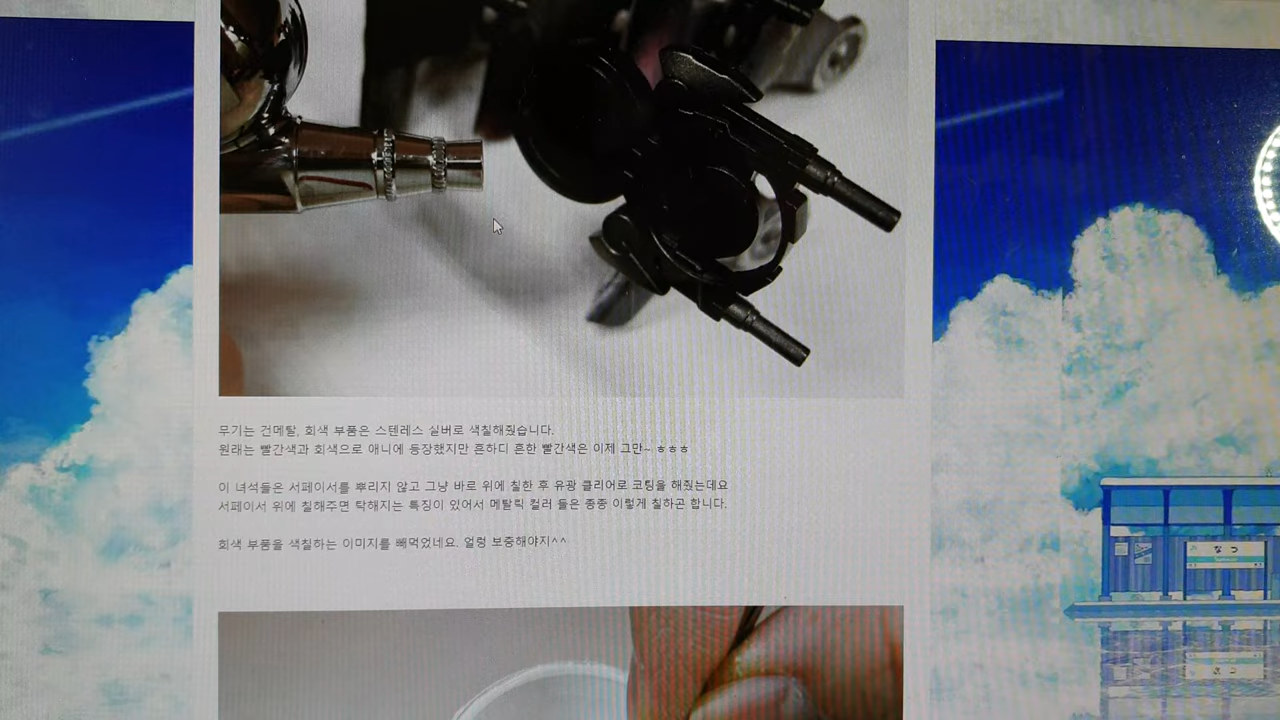 무기는 건메탈, 회색 부품은 스텐레스 실버로 색칠해줬습니다.
원래는 빨간색과 회색으로 애니에 등장했지만 흔하디 흔한 빨간색은 이제 그만~ ㅎㅎㅎ
이 녀석들은 서페이서를 뿌리지 않고 그냥 바로 위에 칠한 후 유광 클리어로 코팅을 해줬는데요
서페이서 위에 칠해주면 탁해지는 특징이 있어서 메탈릭 컬러 들은 종종 이렇게 칠하곤 합니다.
회색 부품을 색칠하는 이미지를 빼먹었네요. 얼렁 보충해야지^^
なつ